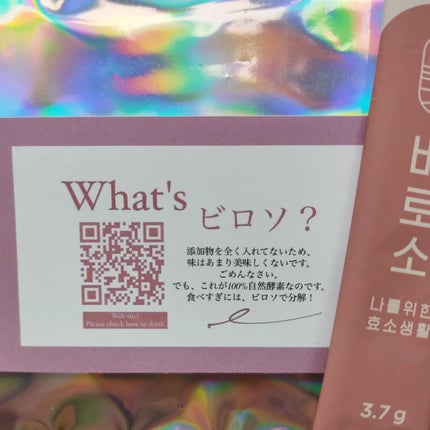 What's
ビロソ？
添加物を全く入れてないため、
味はあまり美味しくないです。
ごめんなさい。
でも、これが100%自然酵素なのです。
食べすぎには、ビロソで分解！
Web site!
Please check how to drink
로
소
나를위한
효소생활
3.7 g